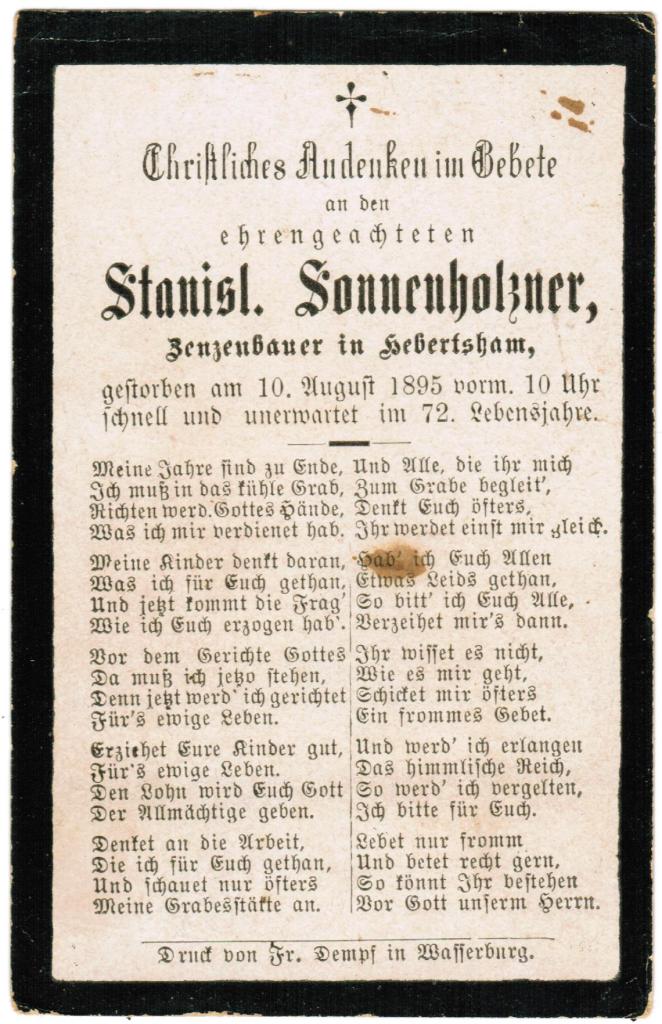 Christliches Andenken im Gebete
an den
ehrengeachteten
Stanisl. Sonnenholzner,
Zenzenbauer in Hebertsham,
gestorben am 10. August 1895 vorm. 10 Uhr
schnell und unerwartet im 72. Lebensjahre.
Meine Jahre sind zu Ende,
Ich muß in das kühle Grab,
Richten werd. Gottes Hände,
Was ich mir verdienet hab.
Meine Kinder denkt daran,
Was ich für Euch gethan,
Und jetzt kommt die Frag'
Wie ich Euch erzogen hab'.
Vor dem Gerichte Gottes
Da muß ich jetzo stehen,
Denn jetzt werd' ich gerichtet
Für's ewige Leben.
Erziehet Eure Kinder gut,
Für's ewige Leben.
Den Lohn wird Euch Gott
Der Allmächtige geben.
Denket an die Arbeit,
Die ich für Euch gethan,
Und schauet nur öfters
Meine Grabesstätte an.
Und Alle, die ihr mich
Zum Grabe begleit',
Denkt Euch öfters,
Ihr werdet einst mir gleich.
Hab' ich Euch Allen
Etwas Leids gethan,
So bitt' ich Euch Alle,
Verzeihet mir's dann.
Ihr wisset es nicht,
Wie es mir geht,
Schicket mir öfters
Ein frommes Gebet.
Und werd' ich erlangen
Das himmlische Reich,
So werd' ich vergelten,
Ich bitte für Euch.
Lebet nur fromm
Und betet recht gern,
So könnt Ihr bestehen
Vor Gott unserm Herrn.
Druck von Fr. Dempf in Wasserburg.